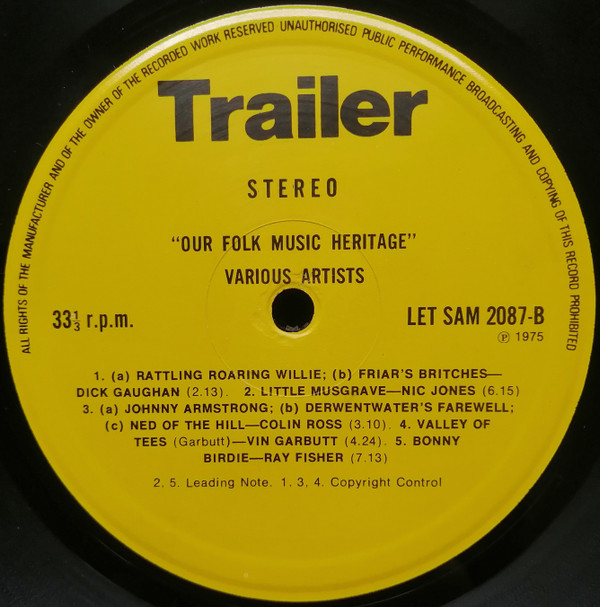 ALL RIGHTS OF THE MANUFACTURER AND OF THE OWNER OF THE RECORDED WORK RESERVED UNAUTHORISED PUBLIC PERFORMANCE BROADCASTING AND COPYING OF THIS RECORD PROHIBITED
Trailer
STEREO
"OUR FOLK MUSIC HERITAGE"
VARIOUS ARTISTS
33⅓ r.p.m.
LET SAM 2087-B
℗ 1975
1. (a) RATTLING ROARING WILLIE; (b) FRIAR'S BRITCHES—
DICK GAUGHAN (2.13). 2. LITTLE MUSGRAVE—NIC JONES (6.15)
3. (a) JOHNNY ARMSTRONG; (b) DERWENTWATER'S FAREWELL;
(c) NED OF THE HILL—COLIN ROSS (3.10). 4. VALLEY OF
TEES (Garbutt)—VIN GARBUTT (4.24). 5. BONNY
BIRDIE—RAY FISHER (7.13)
2. 5. Leading Note. 1. 3. 4. Copyright Control